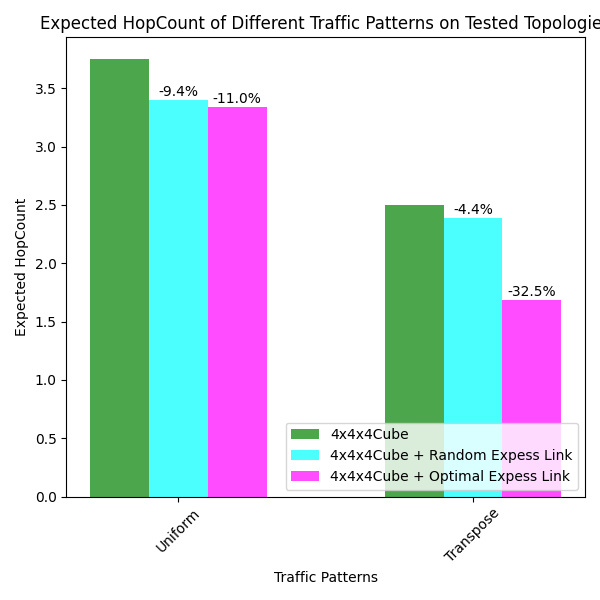 Expected HopCount of Different Traffic Patterns on Tested Topologie
3.5
3.0
2.5
2.0
1.5
1.0
0.5
0.0
Expected HopCount
-9.4%
-11.0%
-4.4%
-32.5%
4x4x4Cube
4x4x4Cube + Random Expess Link
4x4x4Cube + Optimal Expess Link
Uniform
Transpose
Traffic Patterns